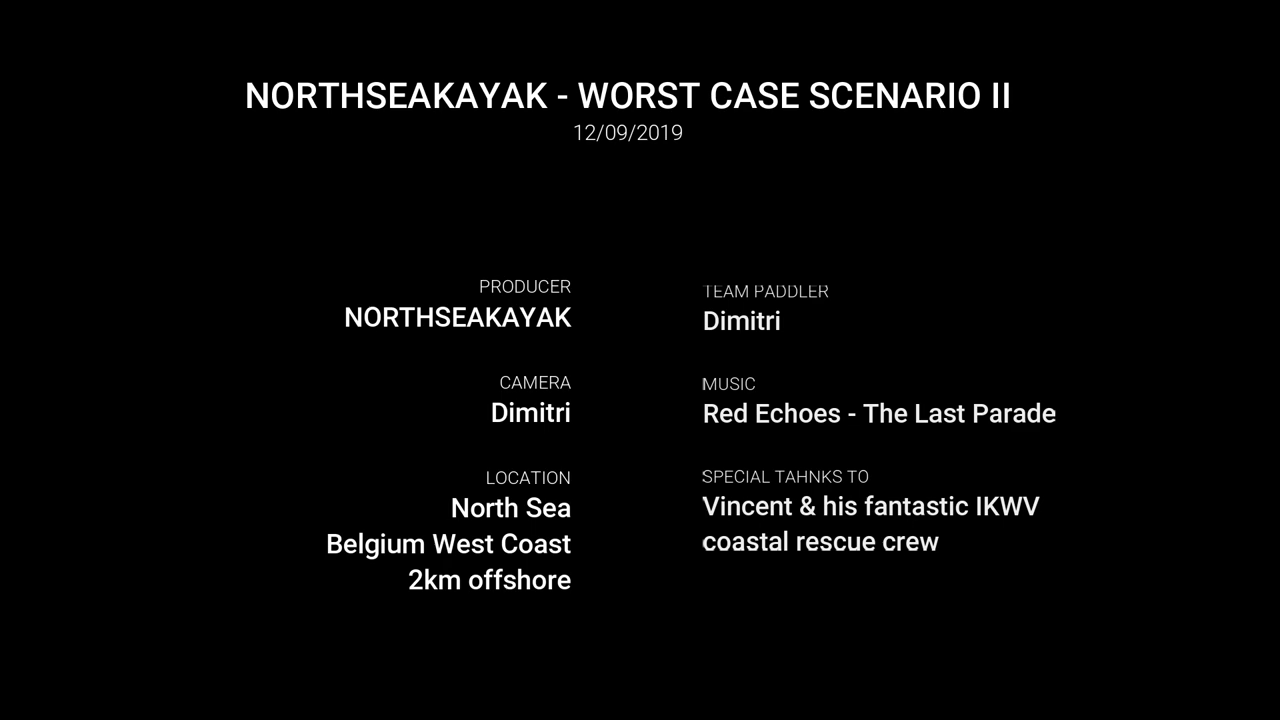 NORTHSEAKAYAK - WORST CASE SCENARIO II
12/09/2019
PRODUCER
NORTHSEAKAYAK
CAMERA
Dimitri
LOCATION
North Sea
Belgium West Coast
2km offshore
TEAM PADDLER
Dimitri
MUSIC
Red Echoes - The Last Parade
SPECIAL TAHNKS TO
Vincent & his fantastic IKWV
coastal rescue crew